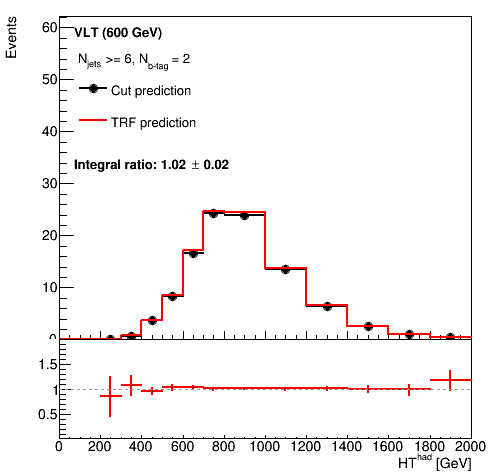 Events
60
50
40
30
20
10
0
VLT (600 GeV)
N_jets >= 6, N_b-tag = 2
Cut prediction
TRF prediction
Integral ratio: 1.02 ± 0.02
1.5
1
0.5
0 200 400 600 800 1000 1200 1400 1600 1800 2000
HT^had [GeV]